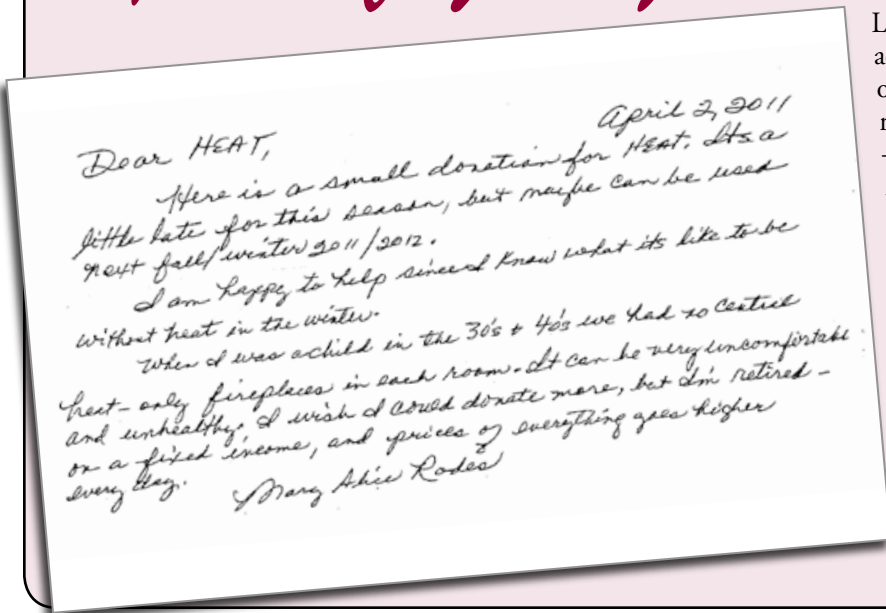 April 2, 2011
Dear HEAT,
Here is a small donation for HEAT. Its a
little late for this season, but maybe can be used
next fall/winter 2011/2012.
I am happy to help since I know what its like to be
without heat in the winter.
When I was a child in the 30's + 40's we had no central
heat - only fireplaces in each room. It can be very uncomfortable
and unhealthy. I wish I could donate more, but I'm retired -
on a fixed income, and prices of everything goes higher
every day.
Mary Alice Rodes